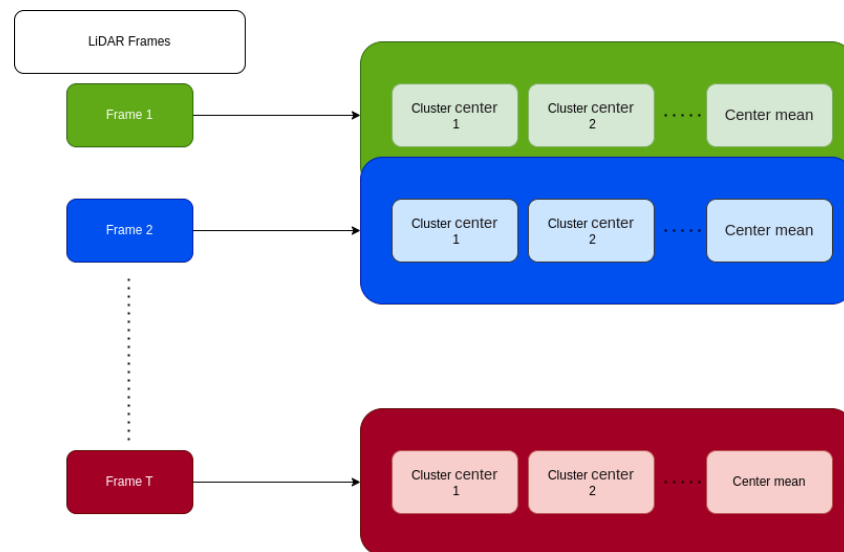 LiDAR Frames
Frame 1
Cluster center
1
Cluster center
2
Center mean
Frame 2
Cluster center
1
Cluster center
2
Center mean
Frame T
Cluster center
1
Cluster center
2
Center mean